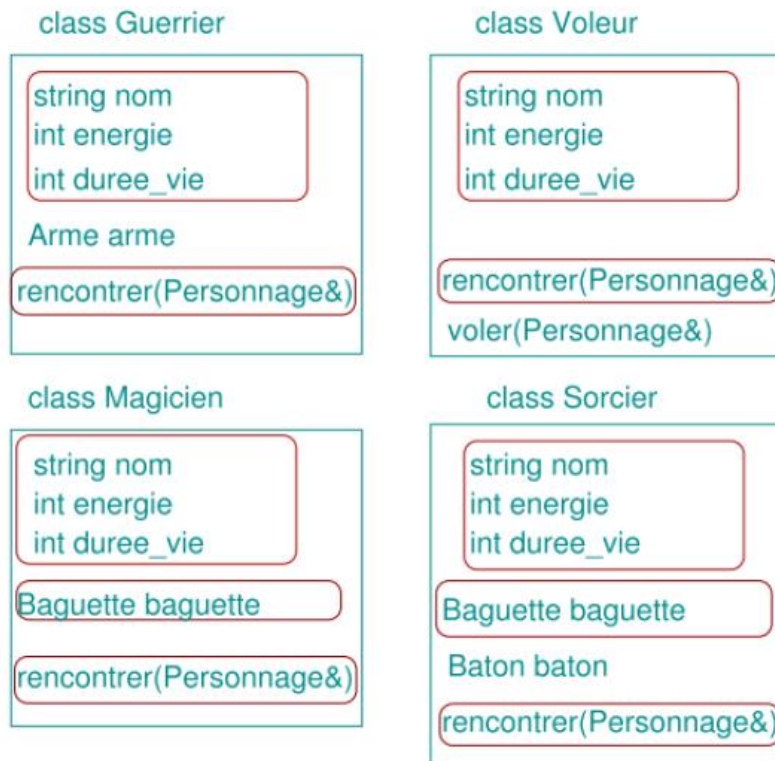 class Guerrier
string nom
int energie
int duree_vie
Arme arme
rencontrer(Personnage&)
class Voleur
string nom
int energie
int duree_vie
rencontrer(Personnage&)
voler(Personnage&)
class Magicien
string nom
int energie
int duree_vie
Baguette baguette
rencontrer(Personnage&)
class Sorcier
string nom
int energie
int duree_vie
Baguette baguette
Baton baton
rencontrer(Personnage&)